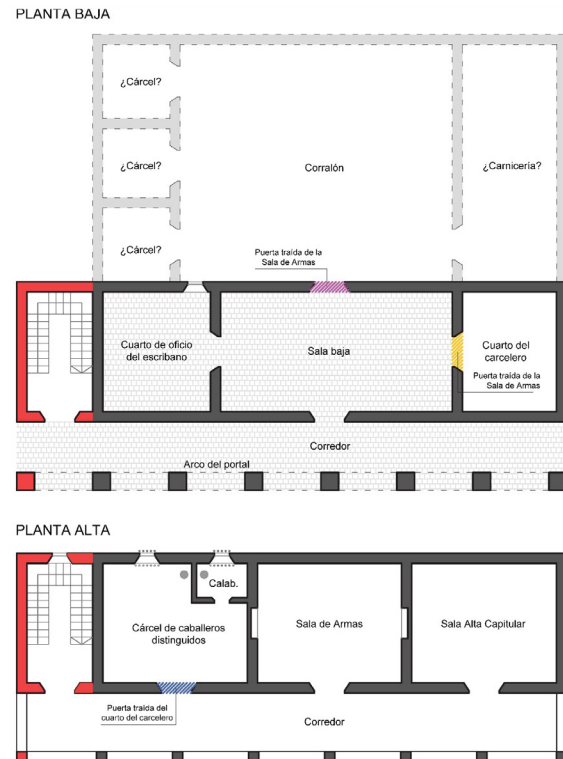 PLANTA BAJA
¿Cárcel?
¿Cárcel?
Corralón
¿Carnicería?
¿Cárcel?
Puerta traída de la
Sala de Armas
Cuarto de oficio
del escribano
Sala baja
Cuarto del
carcelero
Puerta traída de la
Sala de Armas
Corredor
Arco del portal
PLANTA ALTA
Calab.
Cárcel de caballeros
distinguidos
Sala de Armas
Sala Alta Capitular
Puerta traída del
cuarto del carcelero
Corredor